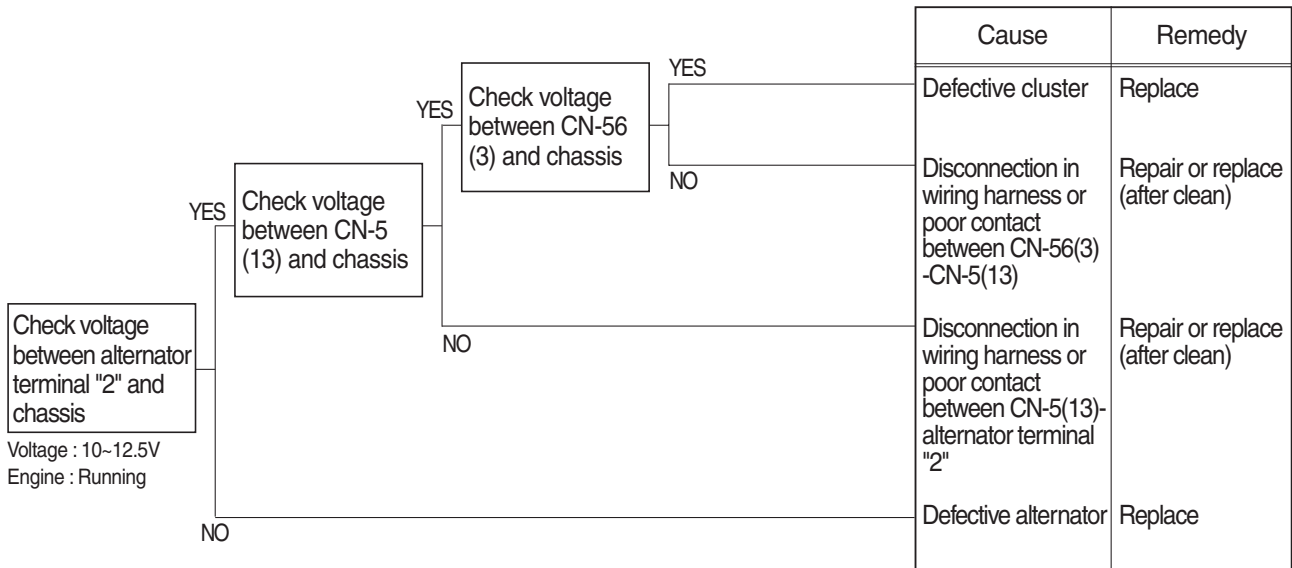 Cause
Remedy
YES
Defective cluster
Replace
YES
Check voltage
between CN-56
(3) and chassis
NO
Disconnection in
wiring harness or
poor contact
between CN-56(3)
-CN-5(13)
Repair or replace
(after clean)
YES
Check voltage
between CN-5
(13) and chassis
NO
Disconnection in
wiring harness or
poor contact
between CN-5(13)-
alternator terminal
"2"
Repair or replace
(after clean)
Check voltage
between alternator
terminal "2" and
chassis
Voltage : 10~12.5V
Engine : Running
NO
Defective alternator
Replace